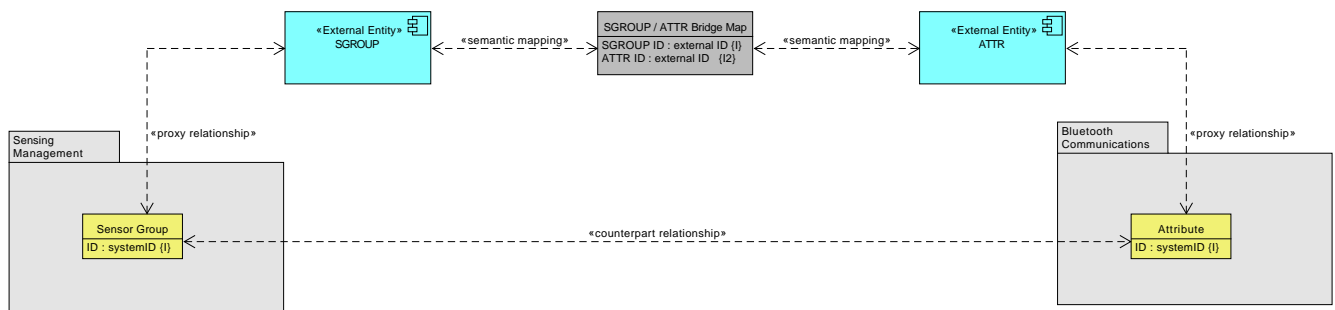 «External Entity»
SGROUP
«semantic mapping»
SGROUP / ATTR Bridge Map
SGROUP ID : external ID {I}
ATTR ID : external ID {I2}
«semantic mapping»
«External Entity»
ATTR
«proxy relationship»
«proxy relationship»
Sensing
Management
Bluetooth
Communications
Sensor Group
ID : systemID {I}
«counterpart relationship»
Attribute
ID : systemID {I}